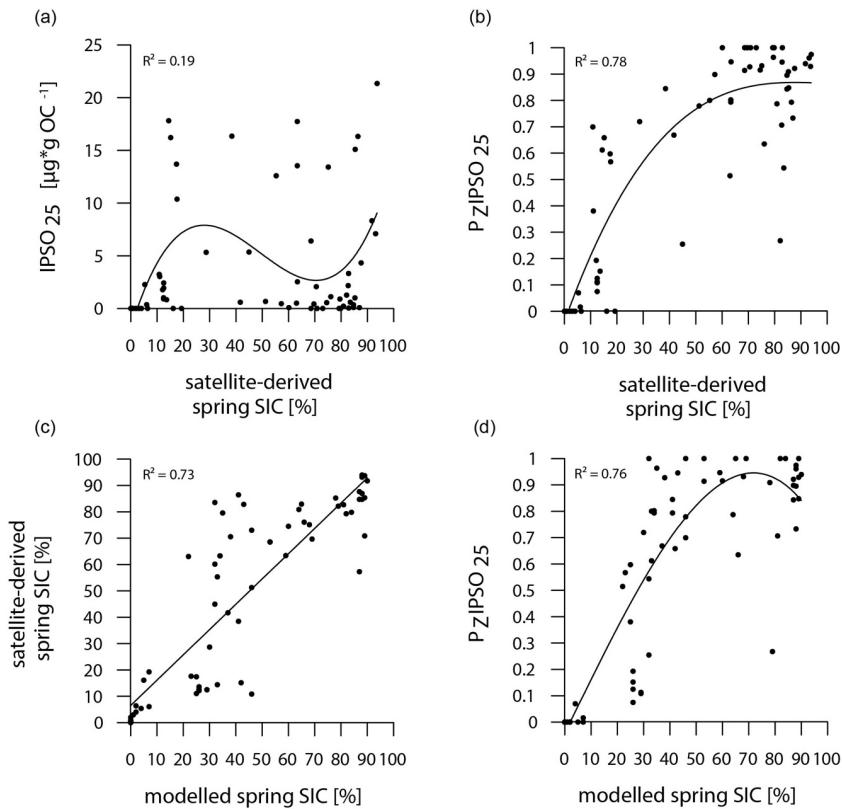 (a)
R² = 0.19
25
20
15
10
5
0
IPSO 25 [µg*g OC ⁻¹]
0 10 20 30 40 50 60 70 80 90 100
satellite-derived
spring SIC [%]
(b)
R² = 0.78
1
0.9
0.8
0.7
0.6
0.5
0.4
0.3
0.2
0.1
0
P Z IPSO 25
0 10 20 30 40 50 60 70 80 90 100
satellite-derived
spring SIC [%]
(c)
R² = 0.73
100
90
80
70
60
50
40
30
20
10
0
satellite-derived
spring SIC [%]
0 10 20 30 40 50 60 70 80 90 100
modelled spring SIC [%]
(d)
R² = 0.76
1
0.9
0.8
0.7
0.6
0.5
0.4
0.3
0.2
0.1
0
P Z IPSO 25
0 10 20 30 40 50 60 70 80 90 100
modelled spring SIC [%]